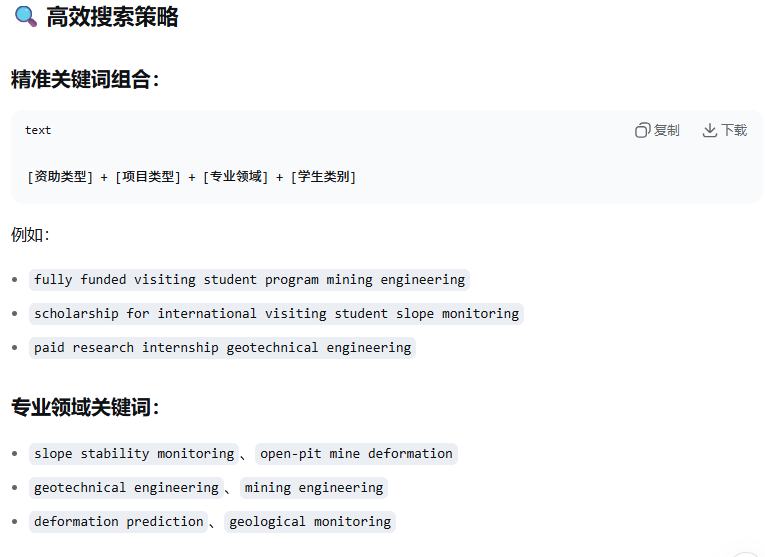 🔍 高效搜索策略
精准关键词组合：
text 复制 下载
[资助类型] + [项目类型] + [专业领域] + [学生类别]
例如：
• fully funded visiting student program mining engineering
• scholarship for international visiting student slope monitoring
• paid research internship geotechnical engineering
专业领域关键词：
• slope stability monitoring、open-pit mine deformation
• geotechnical engineering、mining engineering
• deformation prediction、geological monitoring